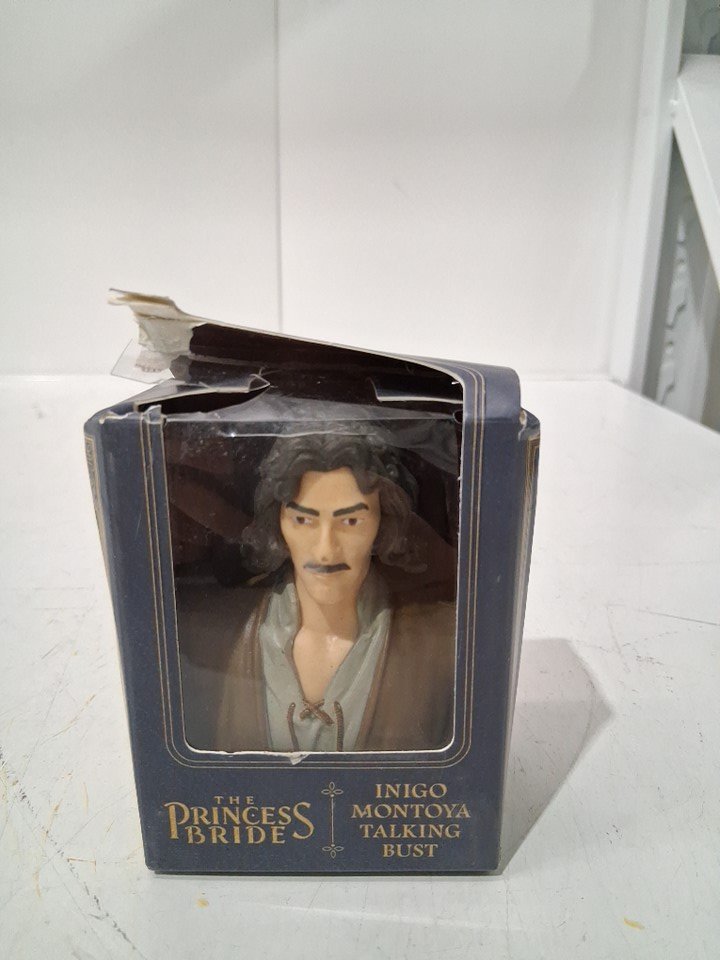 THE
PRINCESS
BRIDE
INIGO
MONTOYA
TALKING
BUST